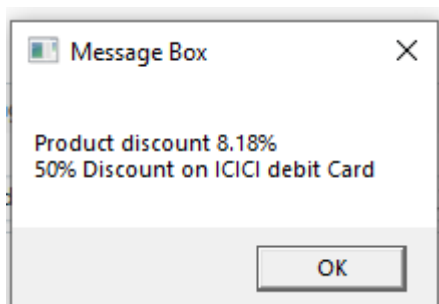 Message Box
Product discount 8.18%
50% Discount on ICICI debit Card
OK